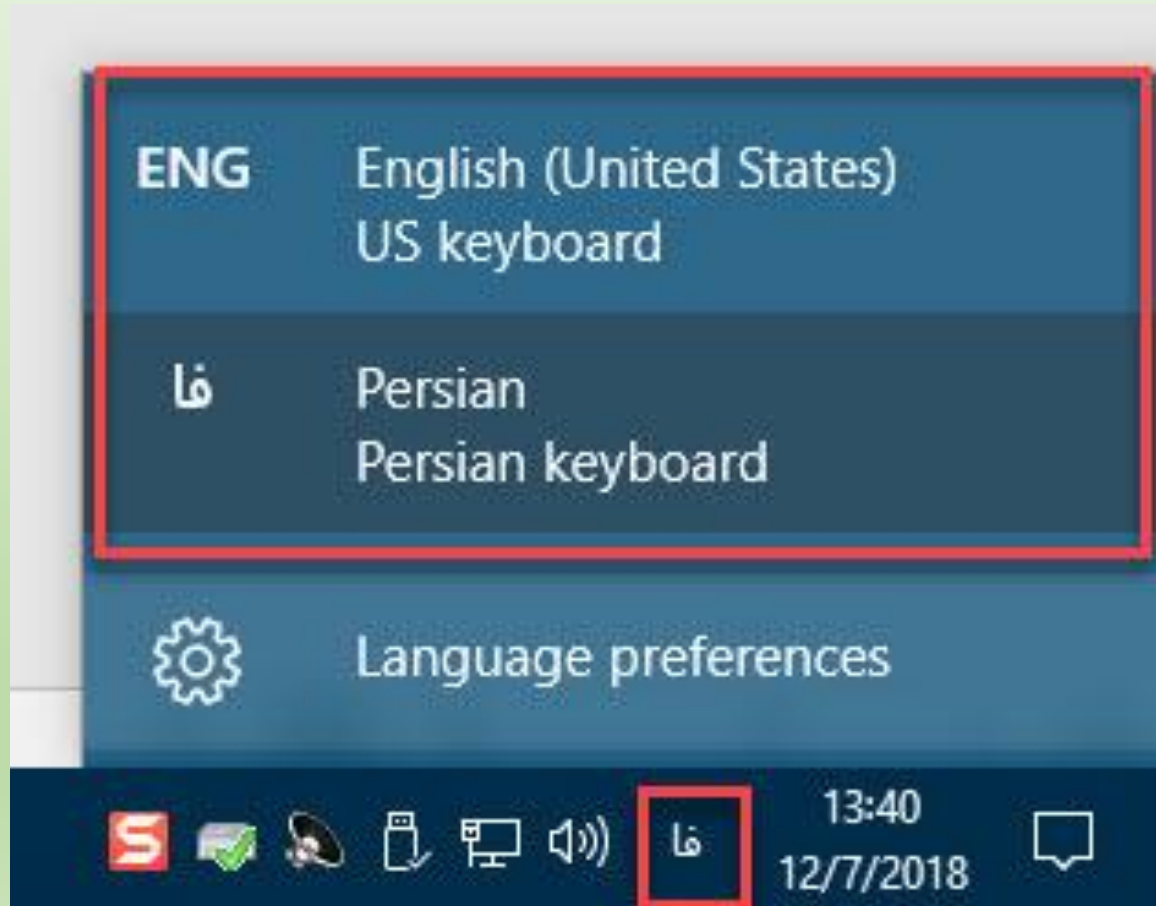 ENG English (United States)
US keyboard
فا Persian
Persian keyboard
Language preferences
S فا 13:40
12/7/2018